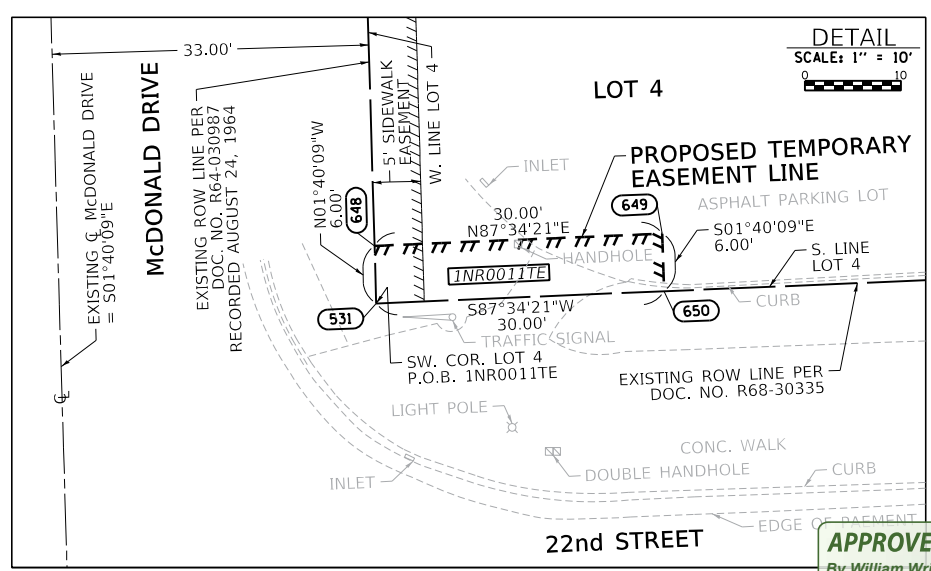 DETAIL
SCALE: 1" = 10'
0 10
33.00'
EXISTING ℄ McDONALD DRIVE
= S01°40'09"E
McDONALD DRIVE
EXISTING ROW LINE PER
DOC. NO. R64-030987
RECORDED AUGUST 24, 1964
5' SIDEWALK
EASEMENT
W. LINE LOT 4
LOT 4
N01°40'09"W
6.00'
648
INLET
PROPOSED TEMPORARY
EASEMENT LINE
30.00'
N87°34'21"E
649
ASPHALT PARKING LOT
S01°40'09"E
6.00'
HANDHOLE
1NR0011TE
S. LINE
LOT 4
CURB
531
S87°34'21"W
30.00'
650
TRAFFIC SIGNAL
SW. COR. LOT 4
P.O.B. 1NR0011TE
EXISTING ROW LINE PER
DOC. NO. R68-30335
℄
LIGHT POLE
CONC. WALK
DOUBLE HANDHOLE
CURB
INLET
EDGE OF PAEMENT
22nd STREET
APPROVE
By William Wri